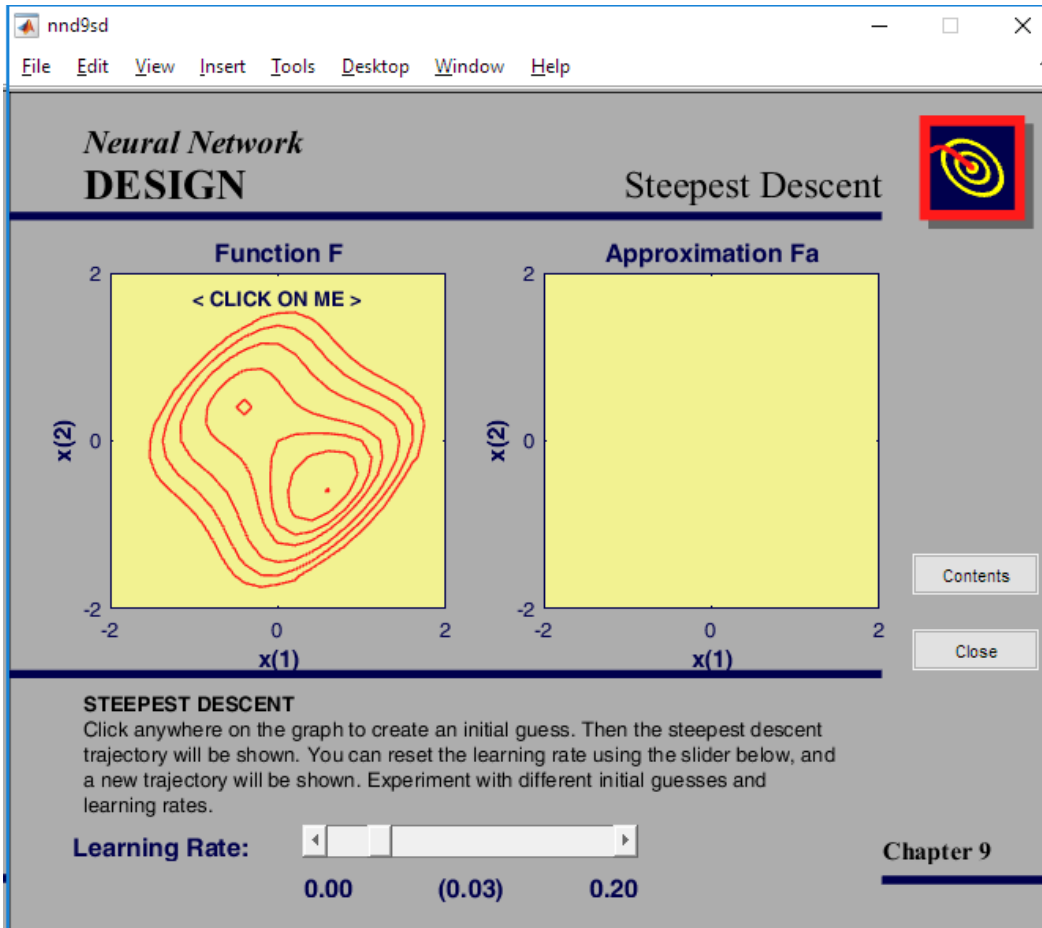 nnd9sd
File Edit View Insert Tools Desktop Window Help
Neural Network
DESIGN
Steepest Descent
Function F
Approximation Fa
< CLICK ON ME >
2
x(2)
0
-2
-2 0 2
x(1)
2
x(2)
0
-2
-2 0 2
x(1)
Contents
Close
STEEPEST DESCENT
Click anywhere on the graph to create an initial guess. Then the steepest descent
trajectory will be shown. You can reset the learning rate using the slider below, and
a new trajectory will be shown. Experiment with different initial guesses and
learning rates.
Learning Rate:
0.00 (0.03) 0.20
Chapter 9